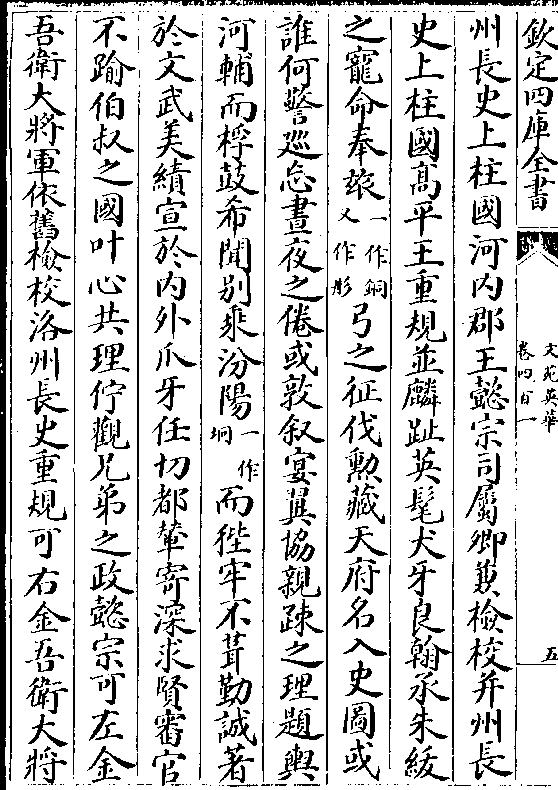 欽定四庫全書
文苑英華
卷四百一
五
州長史上柱國河内郡王懿宗司屬卿兼檢校并州長
史上柱國髙平王重規並麟趾英髦犬牙良翰承朱紱
之寵命奉玈一作銅又作彤弓之征伐勲藏天府名入史圖或
誰何警廵忘晝夜之倦或敦叙宴翼協親疎之理題輿
河輔而桴鼓希聞别乘汾陽一作坰而狴牢不葺勤誠著
於文武美績宣於内外爪牙任切都輦寄深求賢審官
不踰伯叔之國叶心共理佇觀兄弟之政懿宗可左金
吾衛大將軍依舊檢校洛州長史重規可右金吾衛大將